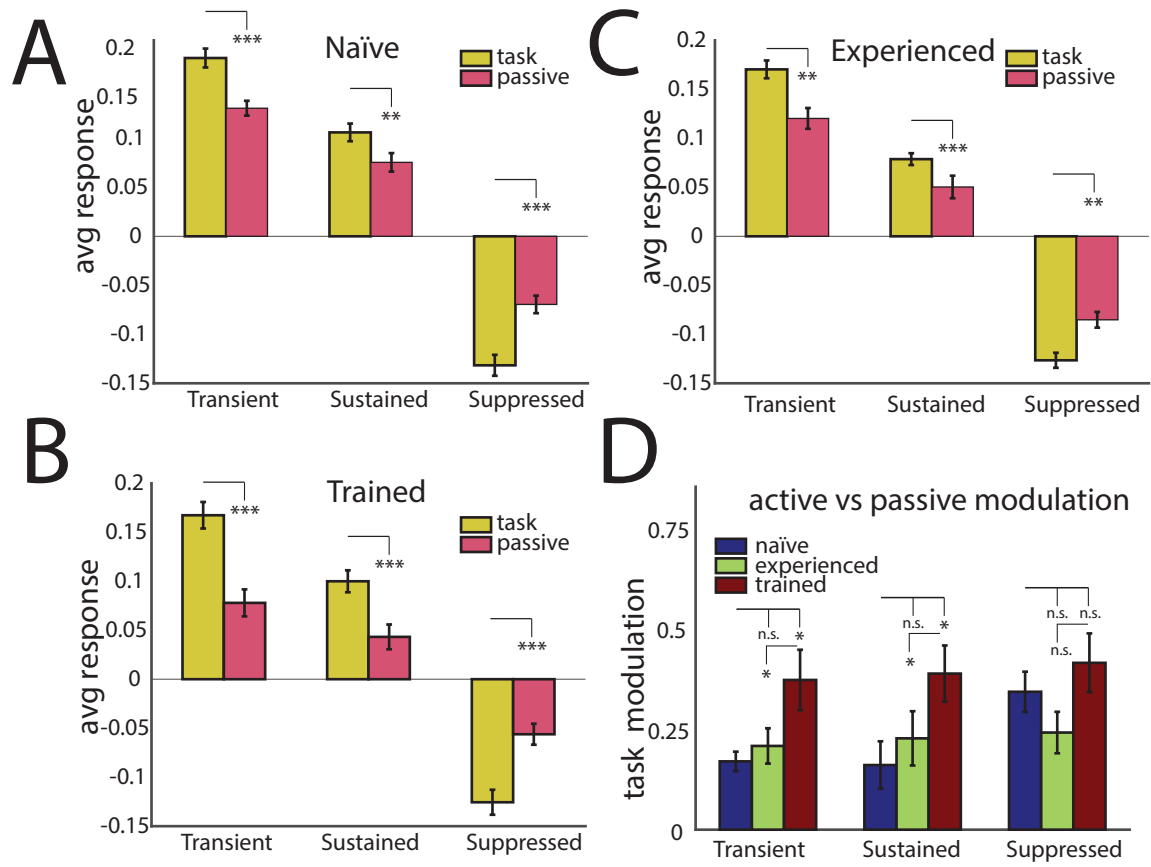 A
Naïve
task
passive
***
**
***
0.2
0.15
0.1
0.05
0
-0.05
-0.1
-0.15
avg response
Transient
Sustained
Suppressed
C
Experienced
task
passive
**
***
**
0.2
0.15
0.1
0.05
0
-0.05
-0.1
-0.15
avg response
Transient
Sustained
Suppressed
B
Trained
task
passive
***
***
***
0.2
0.15
0.1
0.05
0
-0.05
-0.1
-0.15
avg response
Transient
Sustained
Suppressed
D
active vs passive modulation
naïve
experienced
trained
0.75
0.5
0.25
0
task modulation
n.s. *
*
n.s. *
*
n.s. n.s.
n.s.
Transient
Sustained
Suppressed